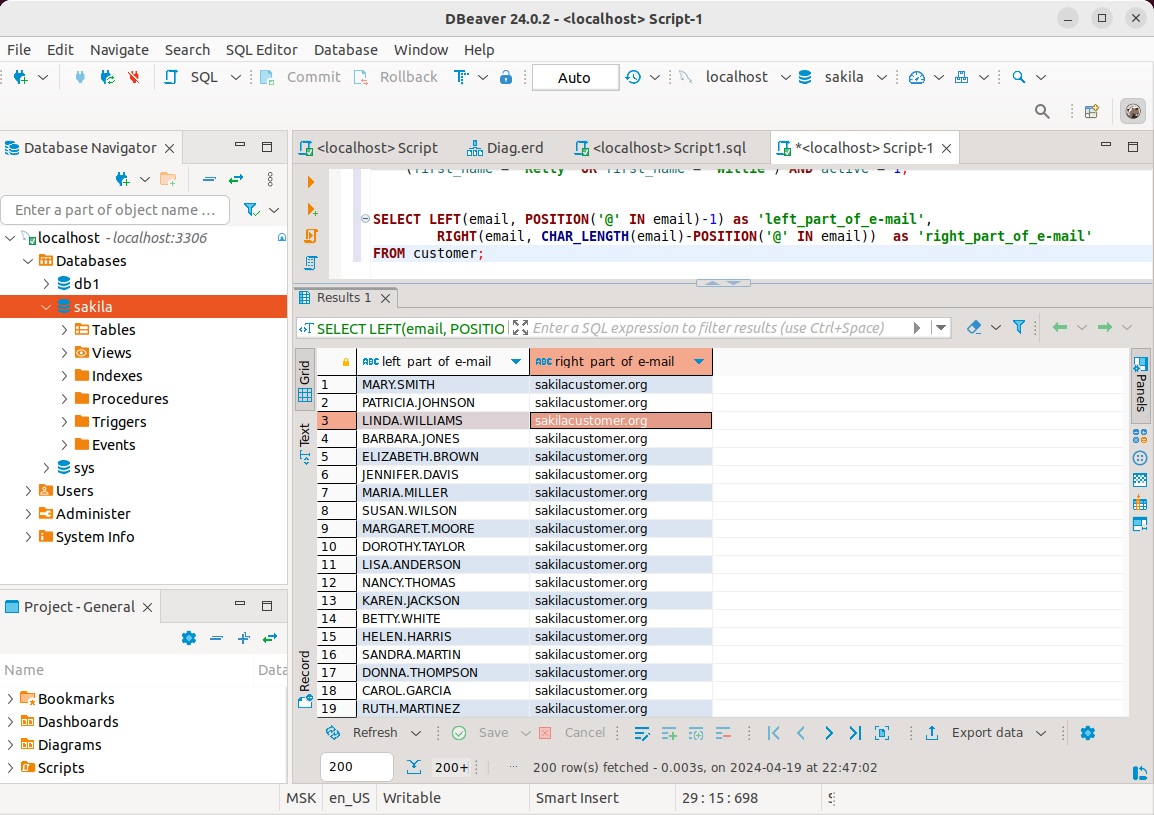 DBeaver 24.0.2 - <localhost> Script-1
File Edit Navigate Search SQL Editor Database Window Help
SQL Commit Rollback Auto localhost sakila
Database Navigator
<localhost> Script Diag.erd <localhost> Script1.sql *<localhost> Script-1
Enter a part of object name ...
localhost - localhost:3306
Databases
db1
sakila
Tables
Views
Indexes
Procedures
Triggers
Events
sys
Users
Administer
System Info
Project - General
Name Data
Bookmarks
Dashboards
Diagrams
Scripts
(first_name = 'Kelly' OR first_name = 'Willie') AND active = 1;
SELECT LEFT(email, POSITION('@' IN email)-1) as 'left_part_of_e-mail',
RIGHT(email, CHAR_LENGTH(email)-POSITION('@' IN email)) as 'right_part_of_e-mail'
FROM customer;
Results 1
SELECT LEFT(email, POSITIO Enter a SQL expression to filter results (use Ctrl+Space)
Grid
Text
Record
Panels
ABC left_part_of_e-mail ABC right_part_of_e-mail
1 MARY.SMITH sakilacustomer.org
2 PATRICIA.JOHNSON sakilacustomer.org
3 LINDA.WILLIAMS sakilacustomer.org
4 BARBARA.JONES sakilacustomer.org
5 ELIZABETH.BROWN sakilacustomer.org
6 JENNIFER.DAVIS sakilacustomer.org
7 MARIA.MILLER sakilacustomer.org
8 SUSAN.WILSON sakilacustomer.org
9 MARGARET.MOORE sakilacustomer.org
10 DOROTHY.TAYLOR sakilacustomer.org
11 LISA.ANDERSON sakilacustomer.org
12 NANCY.THOMAS sakilacustomer.org
13 KAREN.JACKSON sakilacustomer.org
14 BETTY.WHITE sakilacustomer.org
15 HELEN.HARRIS sakilacustomer.org
16 SANDRA.MARTIN sakilacustomer.org
17 DONNA.THOMPSON sakilacustomer.org
18 CAROL.GARCIA sakilacustomer.org
19 RUTH.MARTINEZ sakilacustomer.org
Refresh Save Cancel Export data
200 200+ ... 200 row(s) fetched - 0.003s, on 2024-04-19 at 22:47:02
MSK en_US Writable Smart Insert 29:15:698